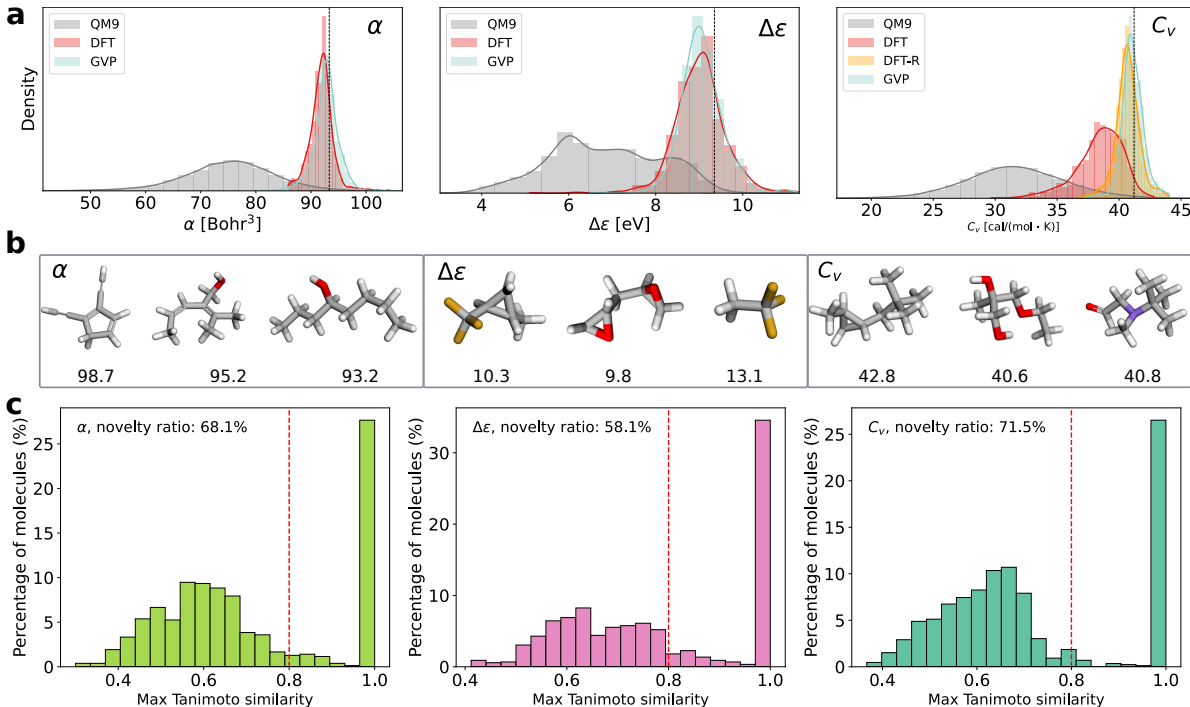 a
QM9
DFT
GVP
α
Density
50 60 70 80 90 100
α [Bohr³]
QM9
DFT
GVP
Δε
4 6 8 10
Δε [eV]
QM9
DFT
DFT-R
GVP
Cᵥ
20 25 30 35 40 45
Cᵥ [cal/(mol · K)]
b
α
98.7 95.2 93.2
Δε
10.3 9.8 13.1
Cᵥ
42.8 40.6 40.8
c
α, novelty ratio: 68.1%
Percentage of molecules (%)
25
20
15
10
5
0
0.4 0.6 0.8 1.0
Max Tanimoto similarity
Δε, novelty ratio: 58.1%
Percentage of molecules (%)
30
20
10
0
0.6 0.8 1.0
Max Tanimoto similarity
Cᵥ, novelty ratio: 71.5%
Percentage of molecules (%)
25
20
15
10
5
0
0.4 0.6 0.8 1.0
Max Tanimoto similarity